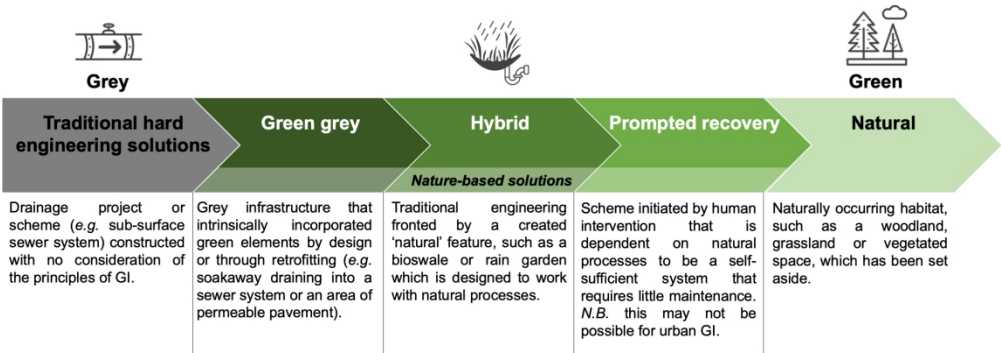 Grey
Green
Traditional hard
engineering solutions
Green grey
Hybrid
Prompted recovery
Natural
Nature-based solutions
Drainage project or
scheme (e.g. sub-surface
sewer system) constructed
with no consideration of
the principles of GI.
Grey infrastructure that
intrinsically incorporated
green elements by design
or through retrofitting (e.g.
soakaway draining into a
sewer system or an area of
permeable pavement).
Traditional engineering
fronted by a created
‘natural’ feature, such as a
bioswale or rain garden
which is designed to work
with natural processes.
Scheme initiated by human
intervention that is
dependent on natural
processes to be a self-
sufficient system that
requires little maintenance.
N.B. this may not be
possible for urban GI.
Naturally occurring habitat,
such as a woodland,
grassland or vegetated
space, which has been set
aside.